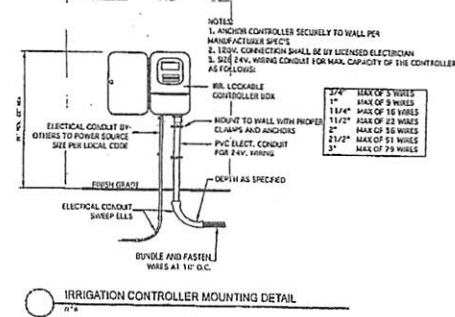 NOTES:
1. ANCHOR CONTROLLER SECURELY TO WALL PER
MANUFACTURER SPEC'S
2. 120V. CONNECTION SHALL BE BY LICENSED ELECTRICIAN
3. SIZE 24V. WIRING CONDUIT FOR MAX. CAPACITY OF THE CONTROLLER
AS FOLLOWS:
3/4" MAX OF 5 WIRES
1" MAX OF 9 WIRES
1 1/4" MAX OF 16 WIRES
1 1/2" MAX OF 22 WIRES
2" MAX OF 36 WIRES
2 1/2" MAX OF 51 WIRES
3" MAX OF 79 WIRES
IRR. LOCKABLE
CONTROLLER BOX
ELECTRICAL CONDUIT BY
OTHERS TO POWER SOURCE
SIZE PER LOCAL CODE
MOUNT TO WALL WITH PROPER
CLAMPS AND ANCHORS
PVC ELECT. CONDUIT
FOR 24V. WIRING
FINISH GRADE
DEPTH AS SPECIFIED
ELECTRICAL CONDUIT
SWEEP ELLS
BUNDLE AND FASTEN
WIRES AT 10' O.C.
IRRIGATION CONTROLLER MOUNTING DETAIL